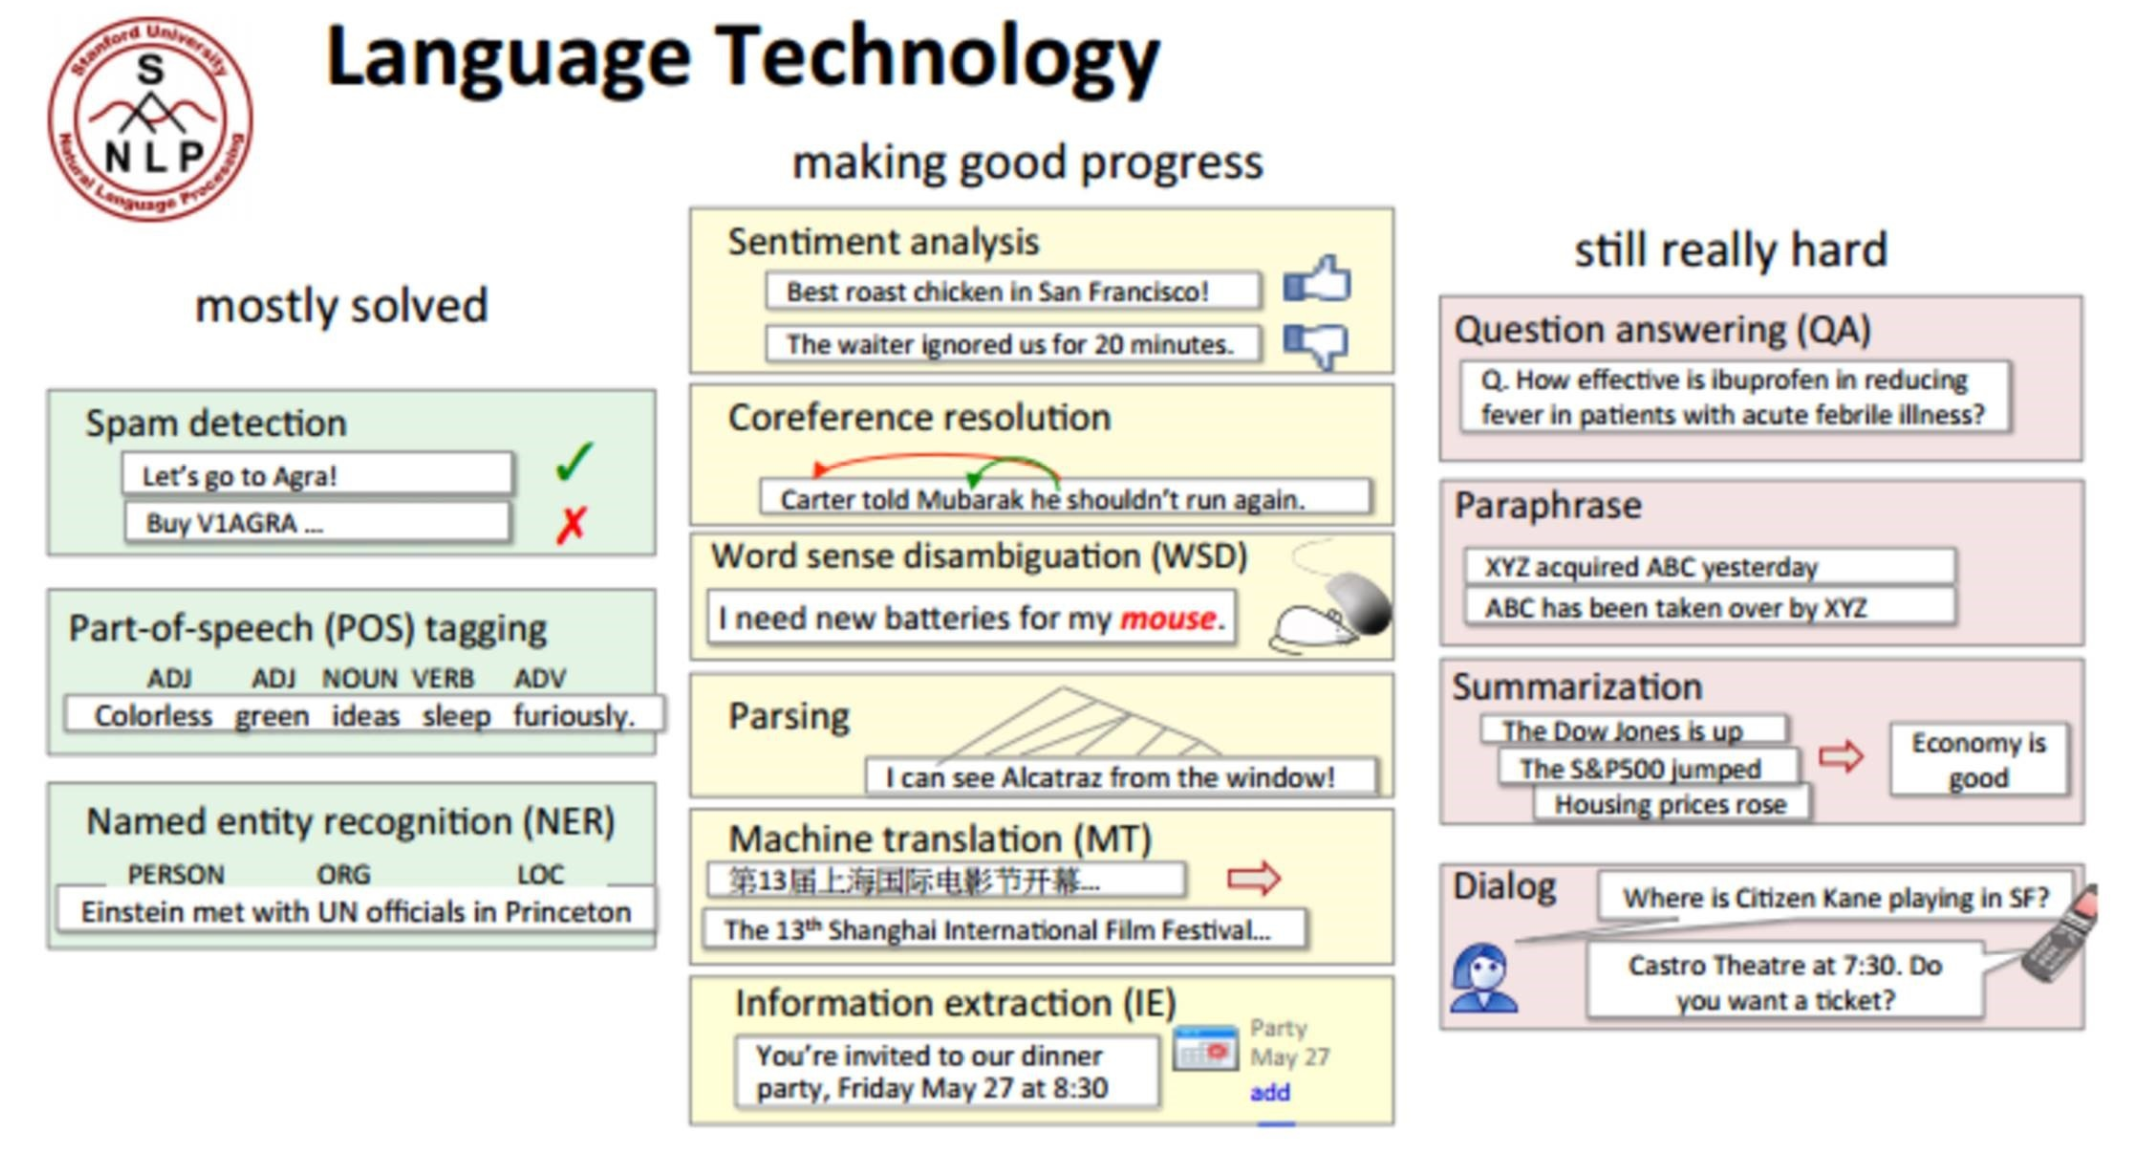 Stanford University
S
NLP
Natural Language Processing
Language Technology
mostly solved
Spam detection
Let's go to Agra!
✓
Buy V1AGRA ...
✗
Part-of-speech (POS) tagging
ADJ ADJ NOUN VERB ADV
Colorless green ideas sleep furiously.
Named entity recognition (NER)
PERSON ORG LOC
Einstein met with UN officials in Princeton
making good progress
Sentiment analysis
Best roast chicken in San Francisco!
The waiter ignored us for 20 minutes.
Coreference resolution
Carter told Mubarak he shouldn't run again.
Word sense disambiguation (WSD)
I need new batteries for my mouse.
Parsing
I can see Alcatraz from the window!
Machine translation (MT)
第13届上海国际电影节开幕...
The 13th Shanghai International Film Festival...
Information extraction (IE)
You're invited to our dinner
party, Friday May 27 at 8:30
Party
May 27
add
still really hard
Question answering (QA)
Q. How effective is ibuprofen in reducing
fever in patients with acute febrile illness?
Paraphrase
XYZ acquired ABC yesterday
ABC has been taken over by XYZ
Summarization
The Dow Jones is up
The S&P500 jumped
Housing prices rose
Economy is
good
Dialog
Where is Citizen Kane playing in SF?
Castro Theatre at 7:30. Do
you want a ticket?